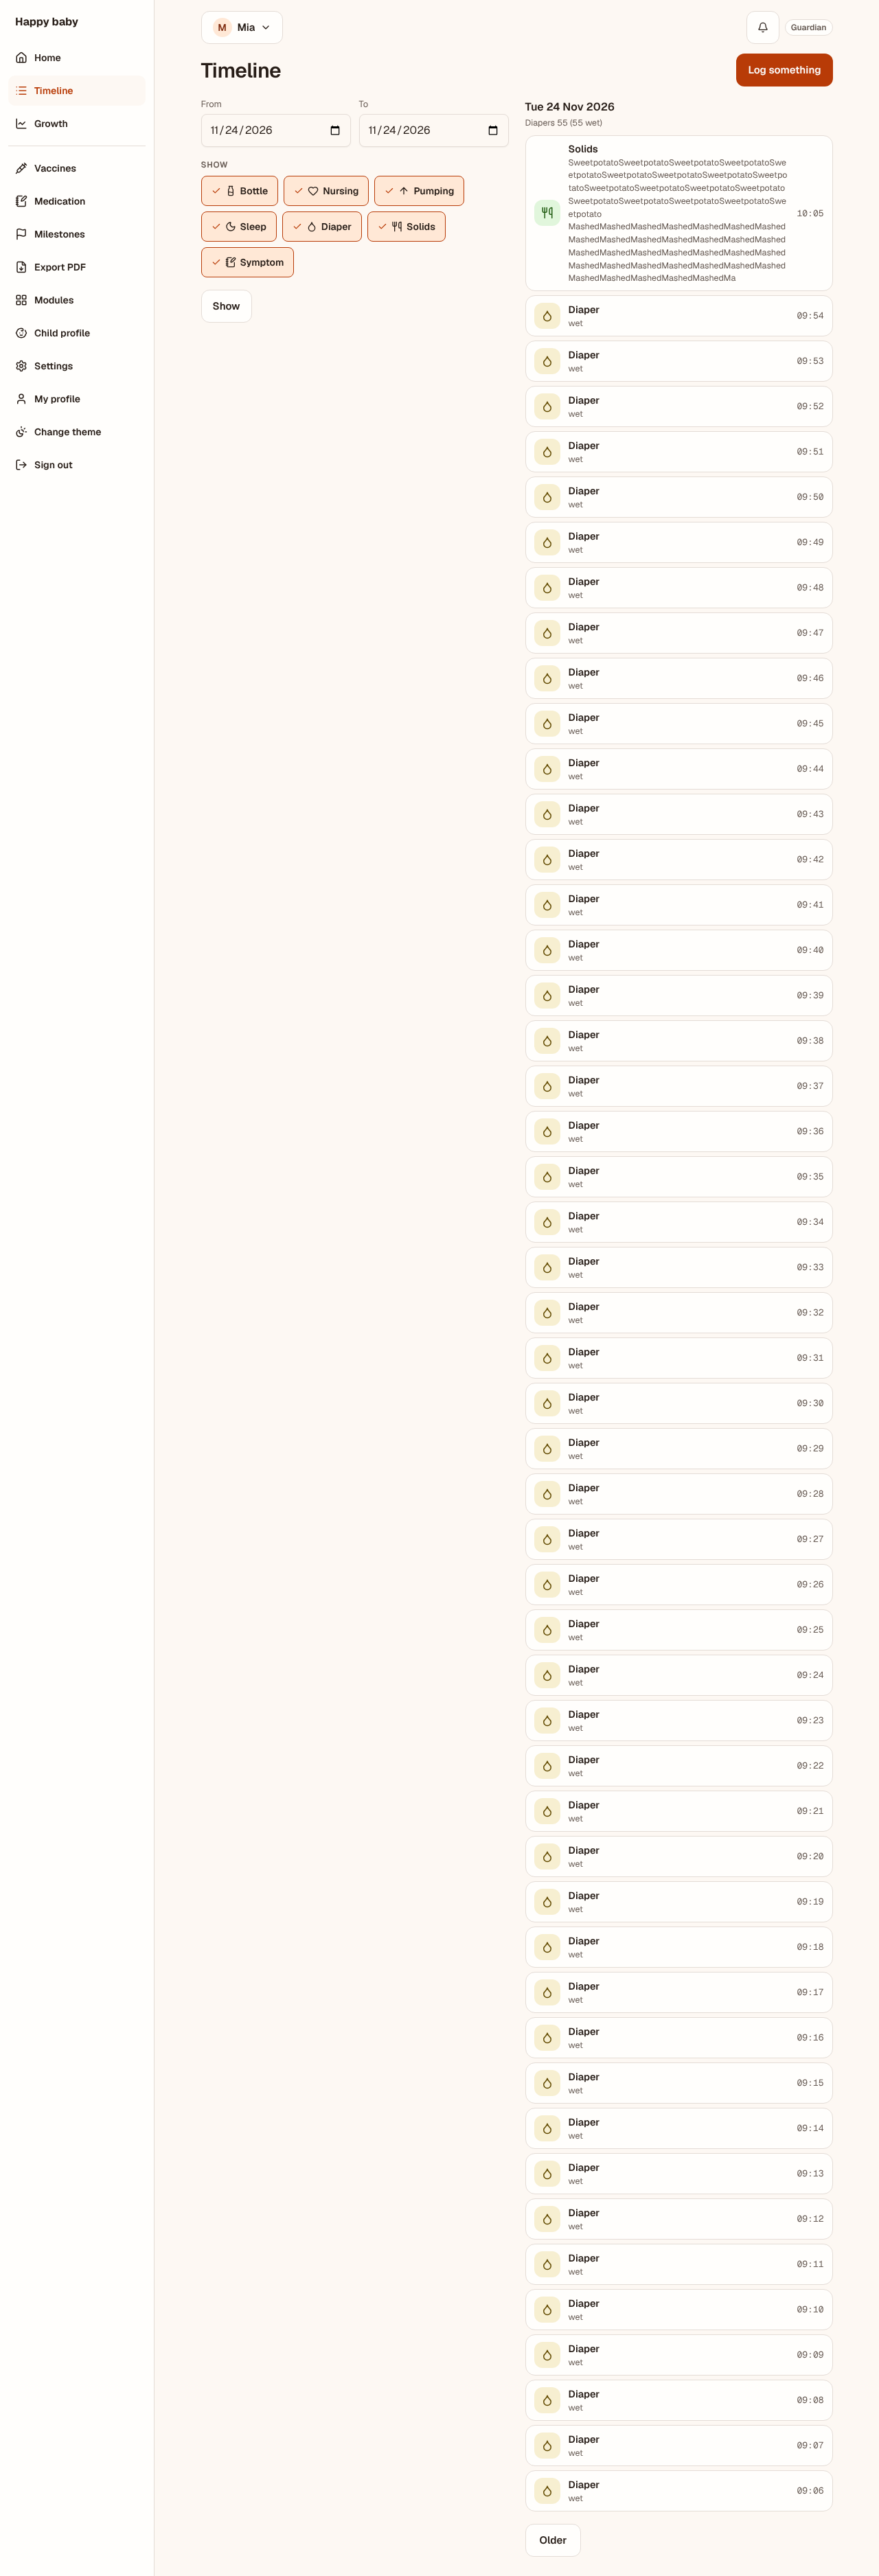 Happy baby
Home
Timeline
Growth
Vaccines
Medication
Milestones
Export PDF
Modules
Child profile
Settings
My profile
Change theme
Sign out
M Mia
Guardian
Timeline
Log something
From
To
11/24/2026
11/24/2026
SHOW
Bottle
Nursing
Pumping
Sleep
Diaper
Solids
Symptom
Show
Tue 24 Nov 2026
Diapers 55 (55 wet)
Solids
SweetpotatoSweetpotatoSweetpotatoSweetpotatoSwe
etpotatoSweetpotatoSweetpotatoSweetpotatoSweetpo
tatoSweetpotatoSweetpotatoSweetpotatoSweetpotato
SweetpotatoSweetpotatoSweetpotatoSweetpotatoSwe
etpotato
MashedMashedMashedMashedMashedMashedMashed
MashedMashedMashedMashedMashedMashedMashed
MashedMashedMashedMashedMashedMashedMashed
MashedMashedMashedMashedMashedMashedMashed
MashedMashedMashedMashedMashedMa
10:05
Diaper
wet
09:54
Diaper
wet
09:53
Diaper
wet
09:52
Diaper
wet
09:51
Diaper
wet
09:50
Diaper
wet
09:49
Diaper
wet
09:48
Diaper
wet
09:47
Diaper
wet
09:46
Diaper
wet
09:45
Diaper
wet
09:44
Diaper
wet
09:43
Diaper
wet
09:42
Diaper
wet
09:41
Diaper
wet
09:40
Diaper
wet
09:39
Diaper
wet
09:38
Diaper
wet
09:37
Diaper
wet
09:36
Diaper
wet
09:35
Diaper
wet
09:34
Diaper
wet
09:33
Diaper
wet
09:32
Diaper
wet
09:31
Diaper
wet
09:30
Diaper
wet
09:29
Diaper
wet
09:28
Diaper
wet
09:27
Diaper
wet
09:26
Diaper
wet
09:25
Diaper
wet
09:24
Diaper
wet
09:23
Diaper
wet
09:22
Diaper
wet
09:21
Diaper
wet
09:20
Diaper
wet
09:19
Diaper
wet
09:18
Diaper
wet
09:17
Diaper
wet
09:16
Diaper
wet
09:15
Diaper
wet
09:14
Diaper
wet
09:13
Diaper
wet
09:12
Diaper
wet
09:11
Diaper
wet
09:10
Diaper
wet
09:09
Diaper
wet
09:08
Diaper
wet
09:07
Diaper
wet
09:06
Older